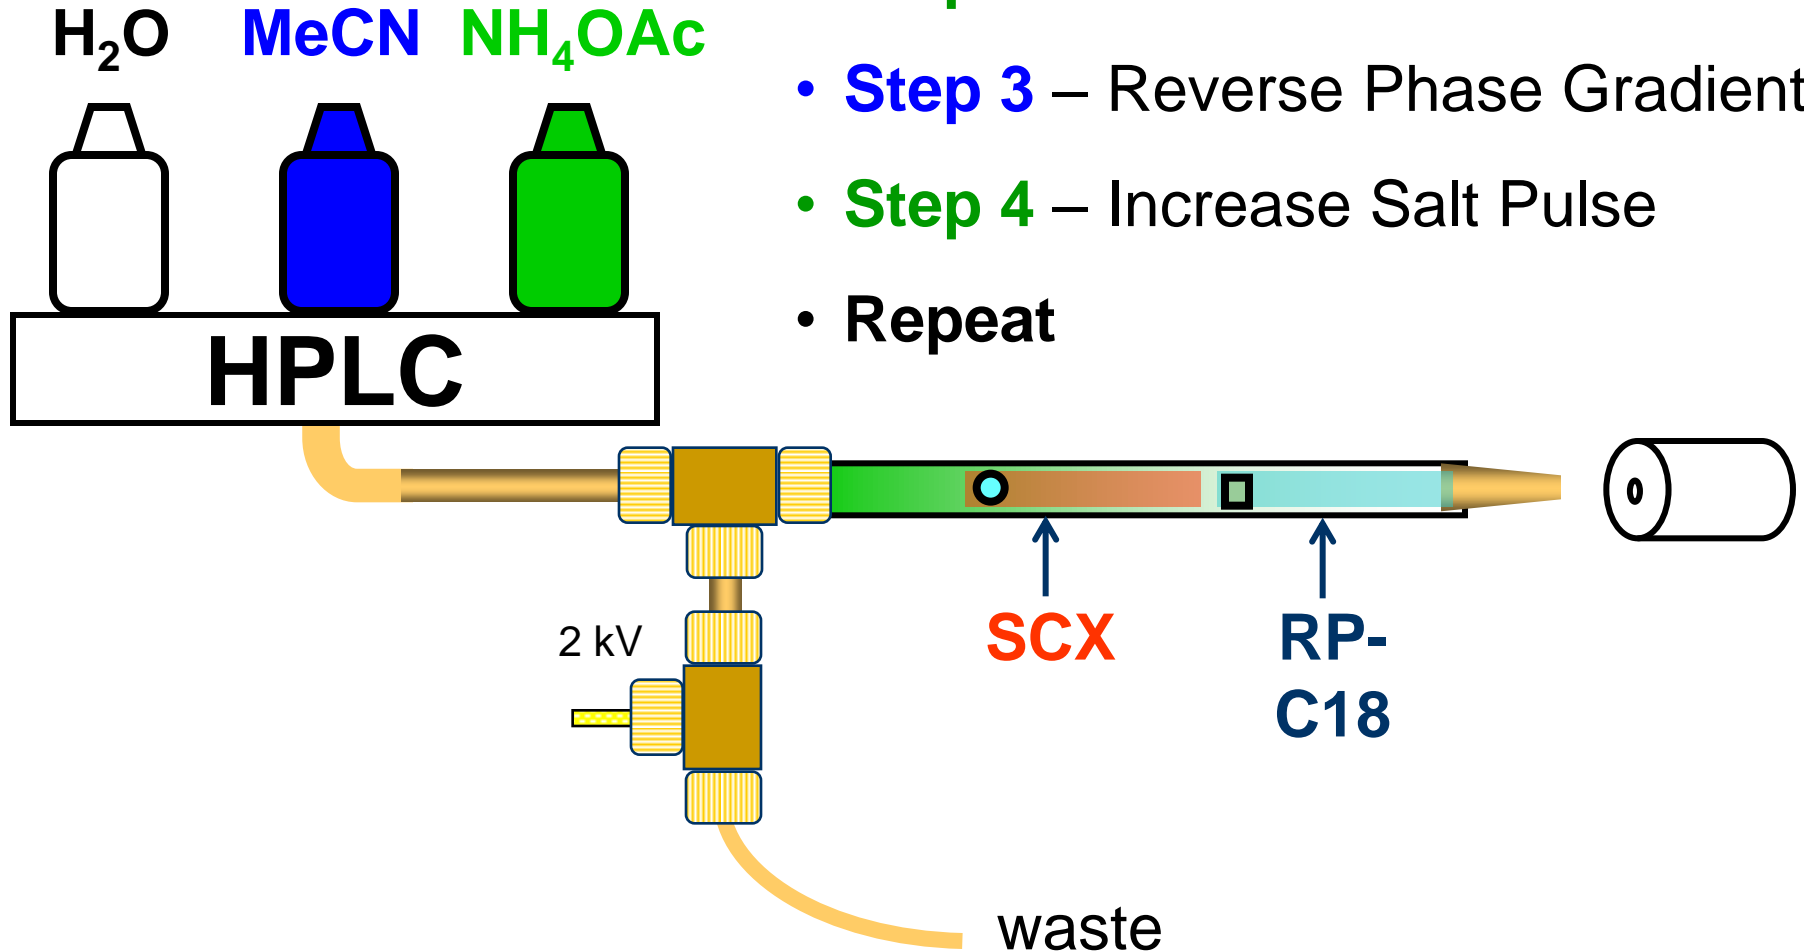 H₂O MeCN NH₄OAc
• Step 3 – Reverse Phase Gradient
• Step 4 – Increase Salt Pulse
• Repeat
HPLC
2 kV
SCX
RP-
C18
waste